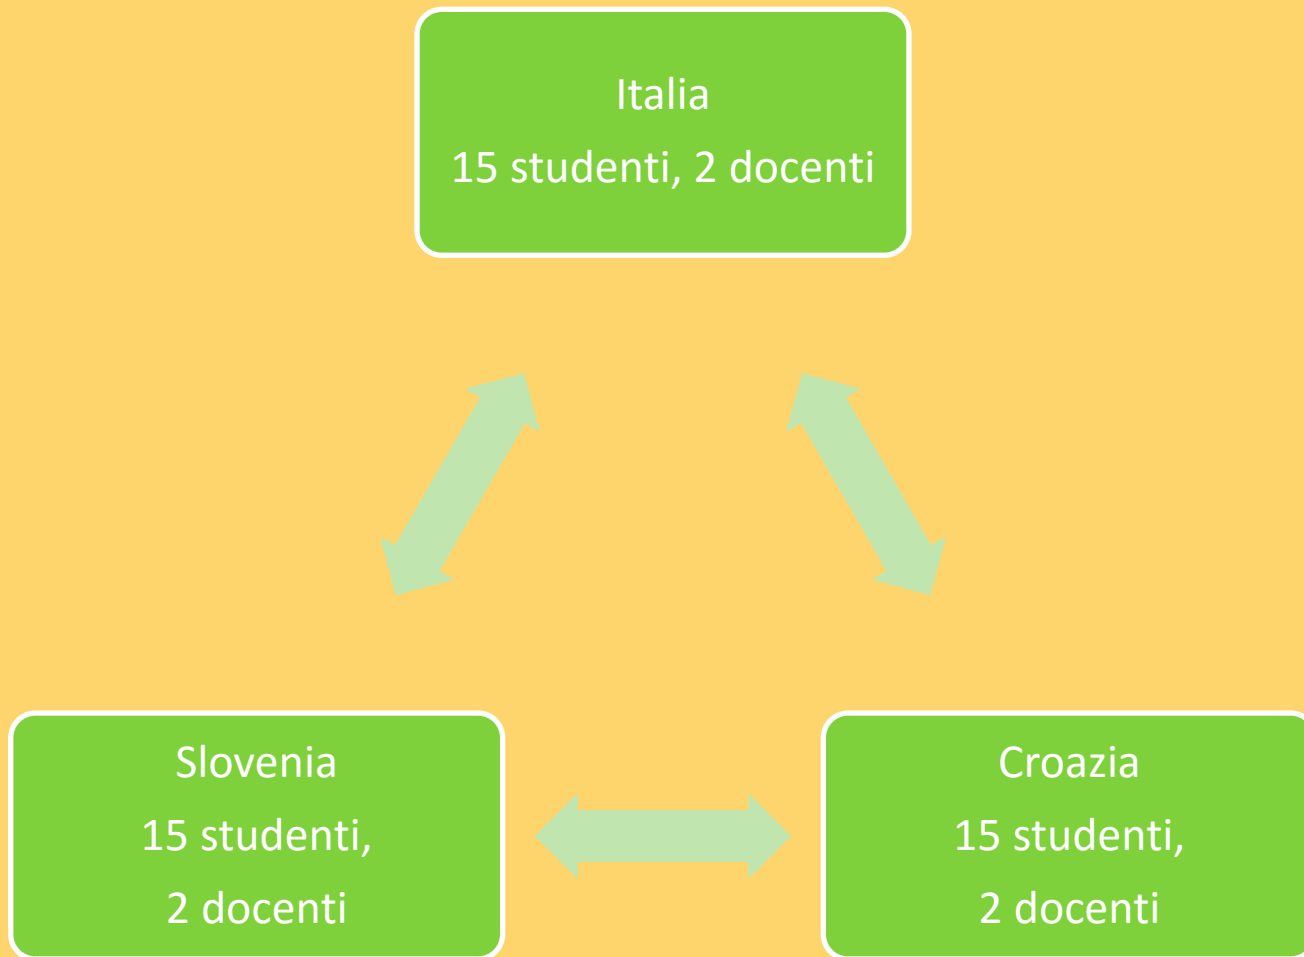 Italia
15 studenti, 2 docenti
Slovenia
15 studenti,
2 docenti
Croazia
15 studenti,
2 docenti